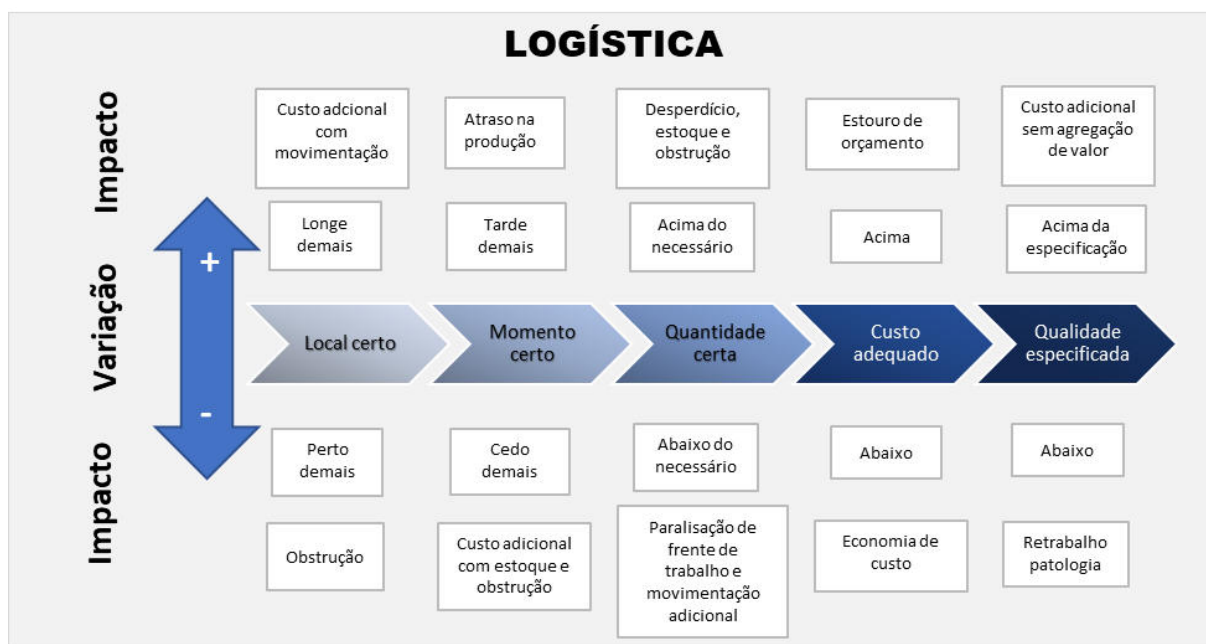 LOGÍSTICA
Impacto
Variação
Impacto
+
-
Custo adcional
com
movimentação
Atraso na
produção
Desperdício,
estoque e
obstrução
Estouro de
orçamento
Custo adicional
sem agregação
de valor
Longe
demais
Tarde
demais
Acima do
necessário
Acima
Acima da
especificação
Local certo
Momento
certo
Quantidade
certa
Custo
adequado
Qualidade
especificada
Perto
demais
Cedo
demais
Abaixo do
necessário
Abaixo
Abaixo
Obstrução
Custo adicional
com estoque e
obstrução
Paralisação de
frente de
trabalho e
movimentação
adicional
Economia de
custo
Retrabalho
patologia